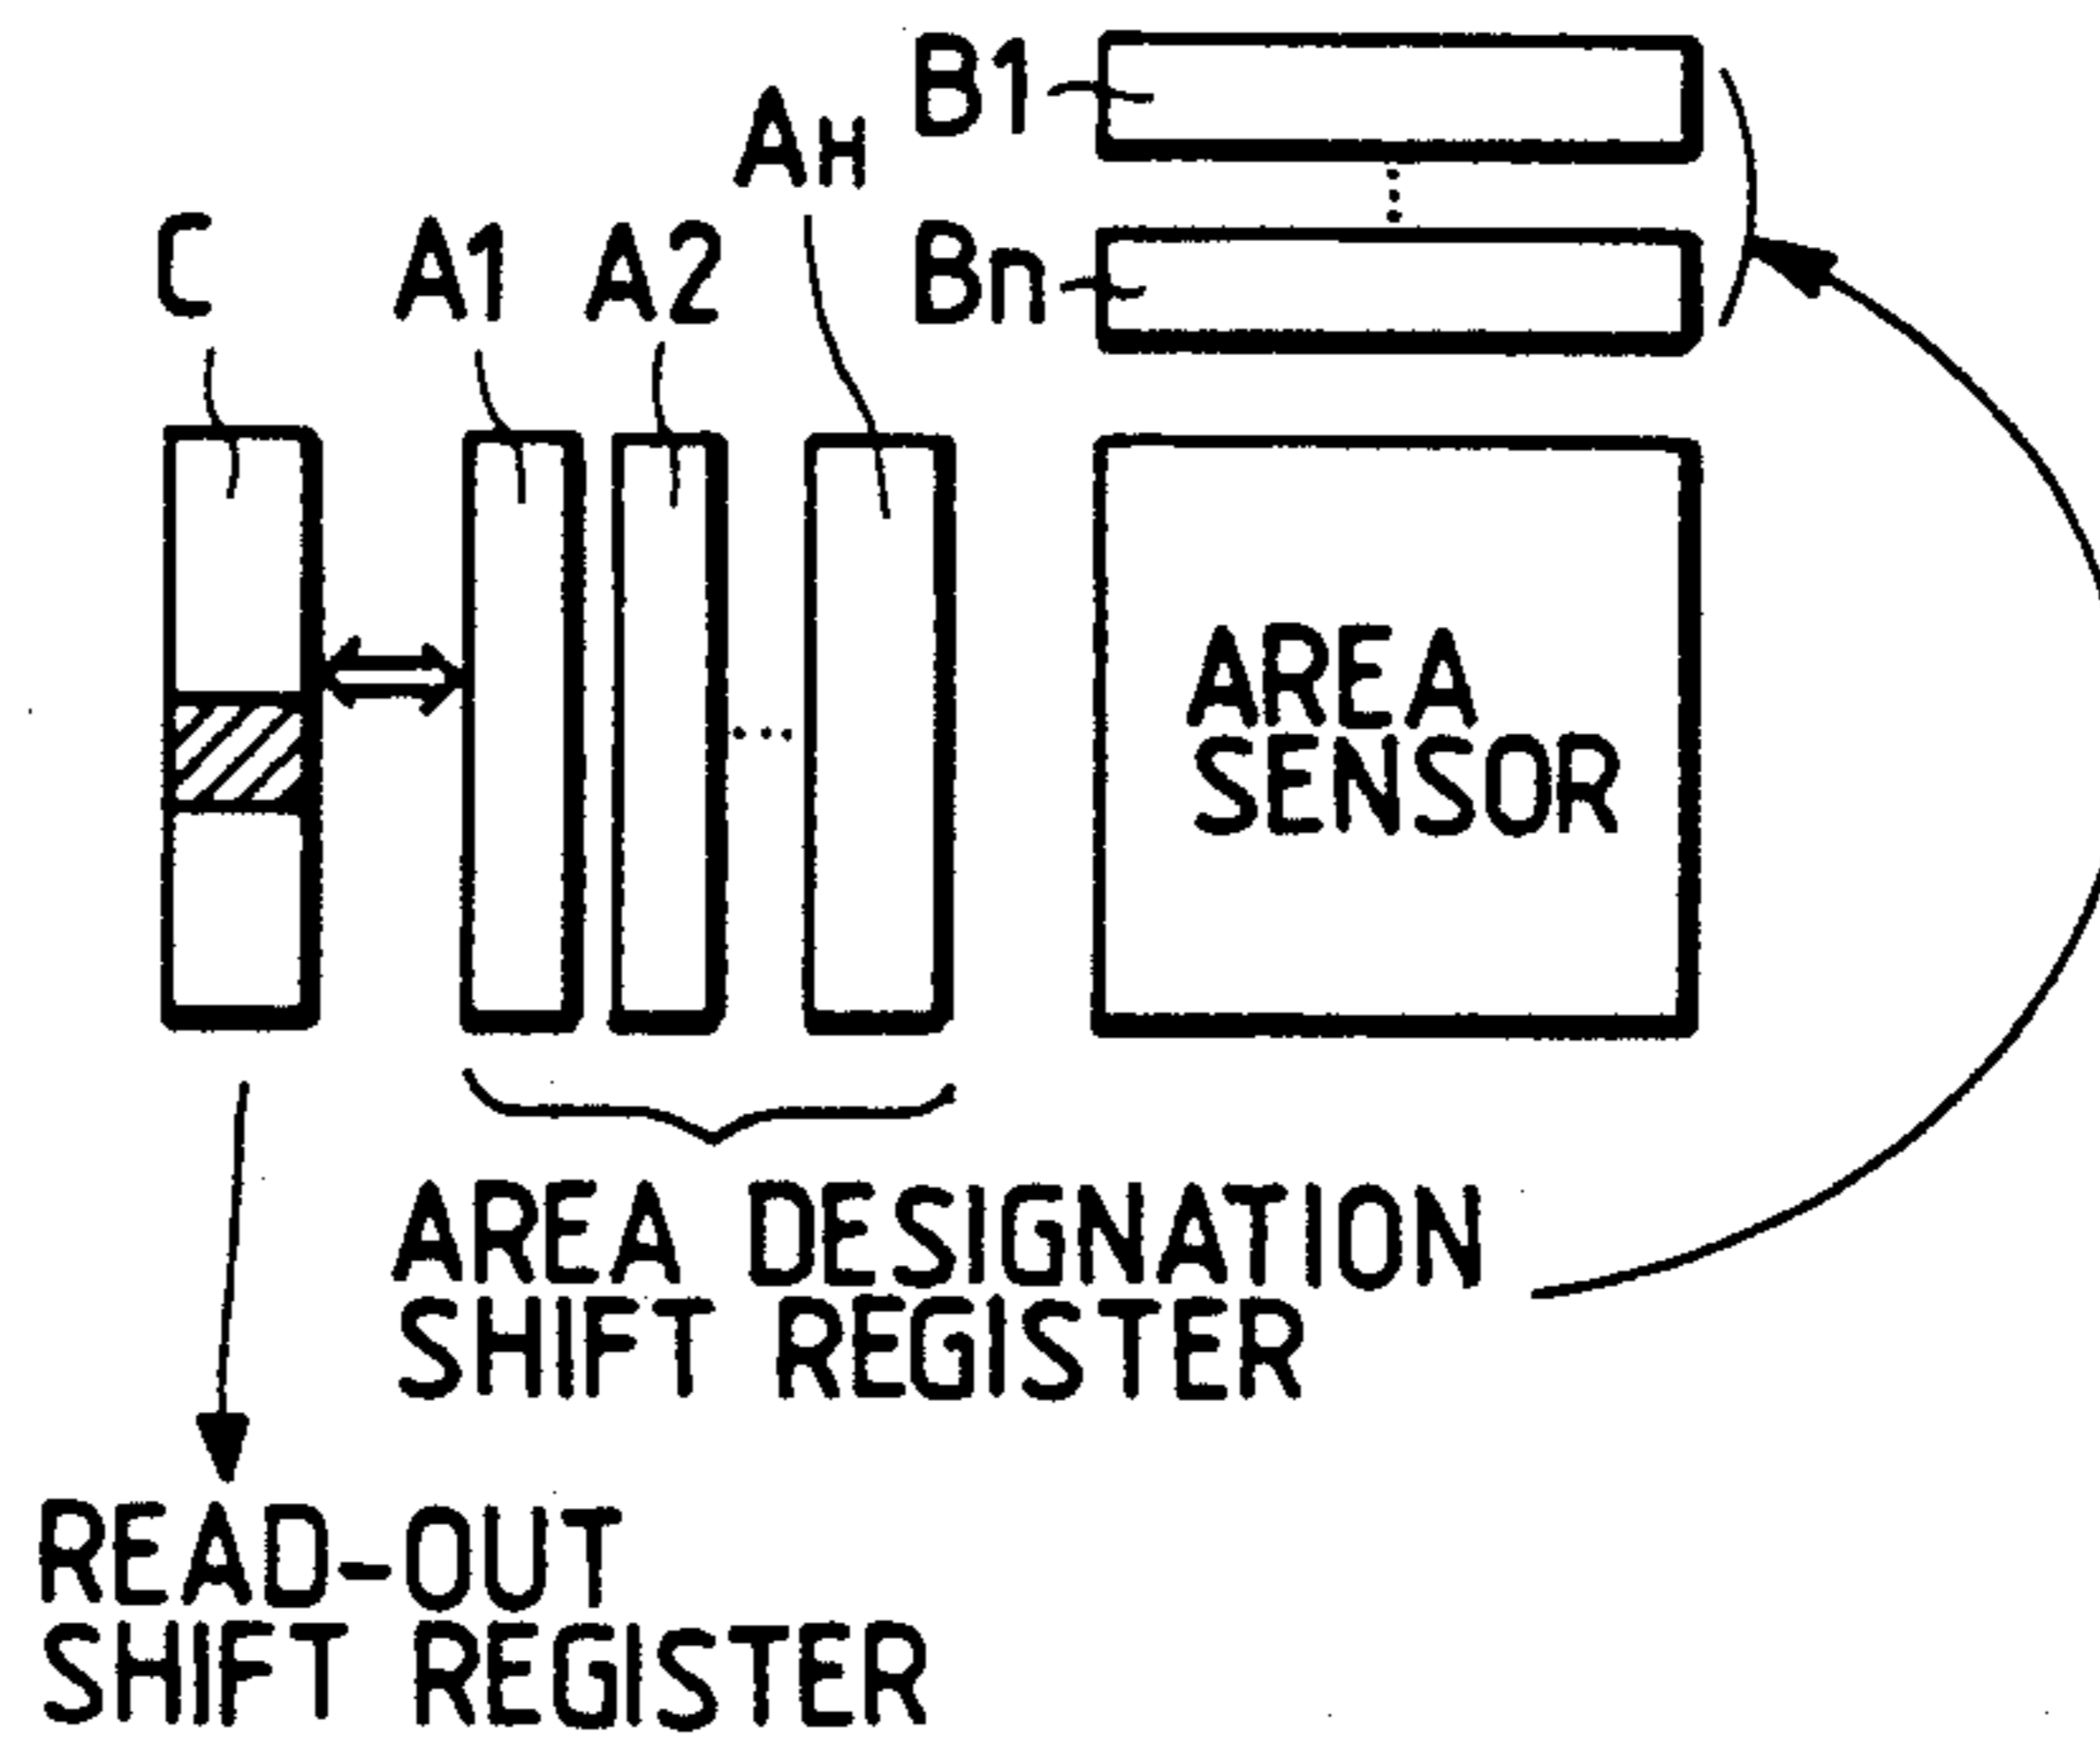 B1
AH
C
A1
A2
Bn
AREA
SENSOR
AREA DESIGNATION
SHIFT REGISTER
READ-OUT
SHIFT REGISTER